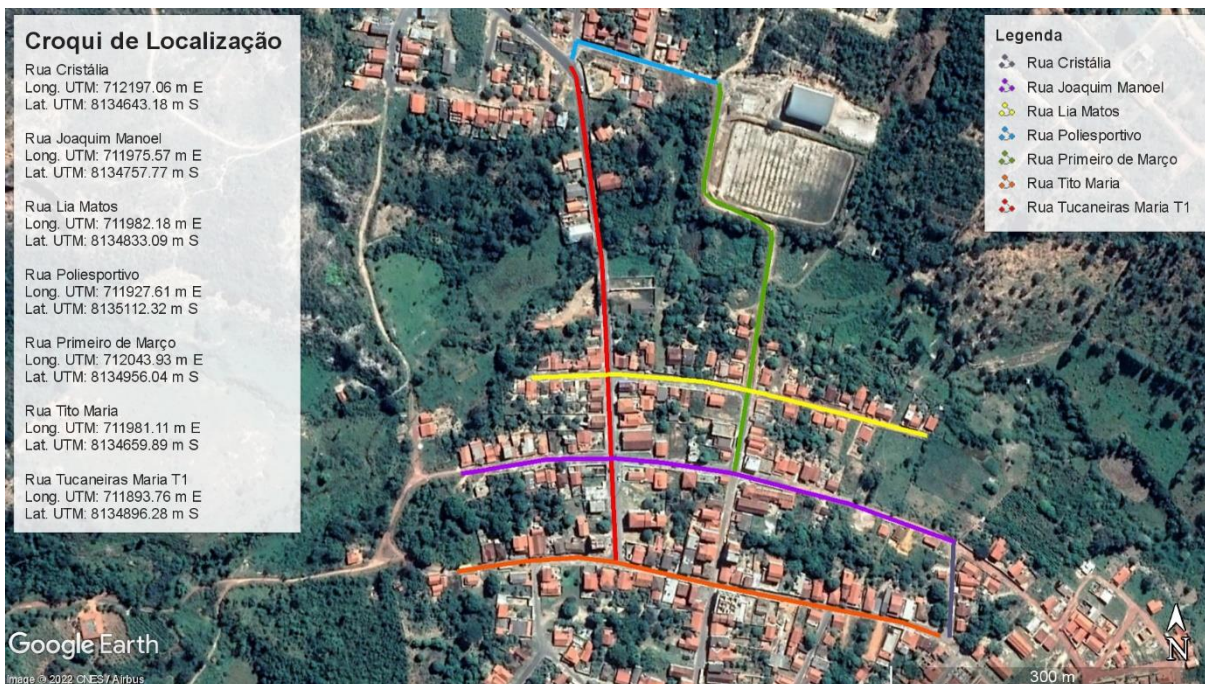 Croqui de Localização
Rua Cristália
Long. UTM: 712197.06 m E
Lat. UTM: 8134643.18 m S
Rua Joaquim Manoel
Long. UTM: 711975.57 m E
Lat. UTM: 8134757.77 m S
Rua Lia Matos
Long. UTM: 711982.18 m E
Lat. UTM: 8134833.09 m S
Rua Poliesportivo
Long. UTM: 711927.61 m E
Lat. UTM: 8135112.32 m S
Rua Primeiro de Março
Long. UTM: 712043.93 m E
Lat. UTM: 8134956.04 m S
Rua Tito Maria
Long. UTM: 711981.11 m E
Lat. UTM: 8134659.89 m S
Rua Tucaneiras Maria T1
Long. UTM: 711893.76 m E
Lat. UTM: 8134896.28 m S
Legenda
Rua Cristália
Rua Joaquim Manoel
Rua Lia Matos
Rua Poliesportivo
Rua Primeiro de Março
Rua Tito Maria
Rua Tucaneiras Maria T1
Google Earth
Image © 2022 CNES / Airbus
N
300 m